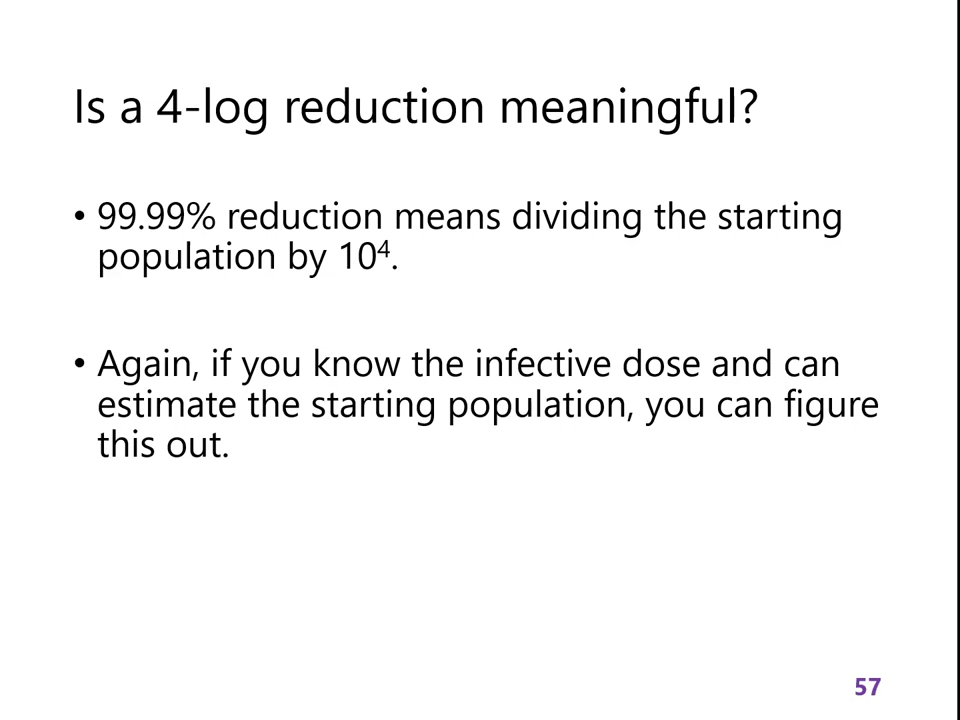 Is a 4-log reduction meaningful?
• 99.99% reduction means dividing the starting
population by 10⁴.
• Again, if you know the infective dose and can
estimate the starting population, you can figure
this out.
57